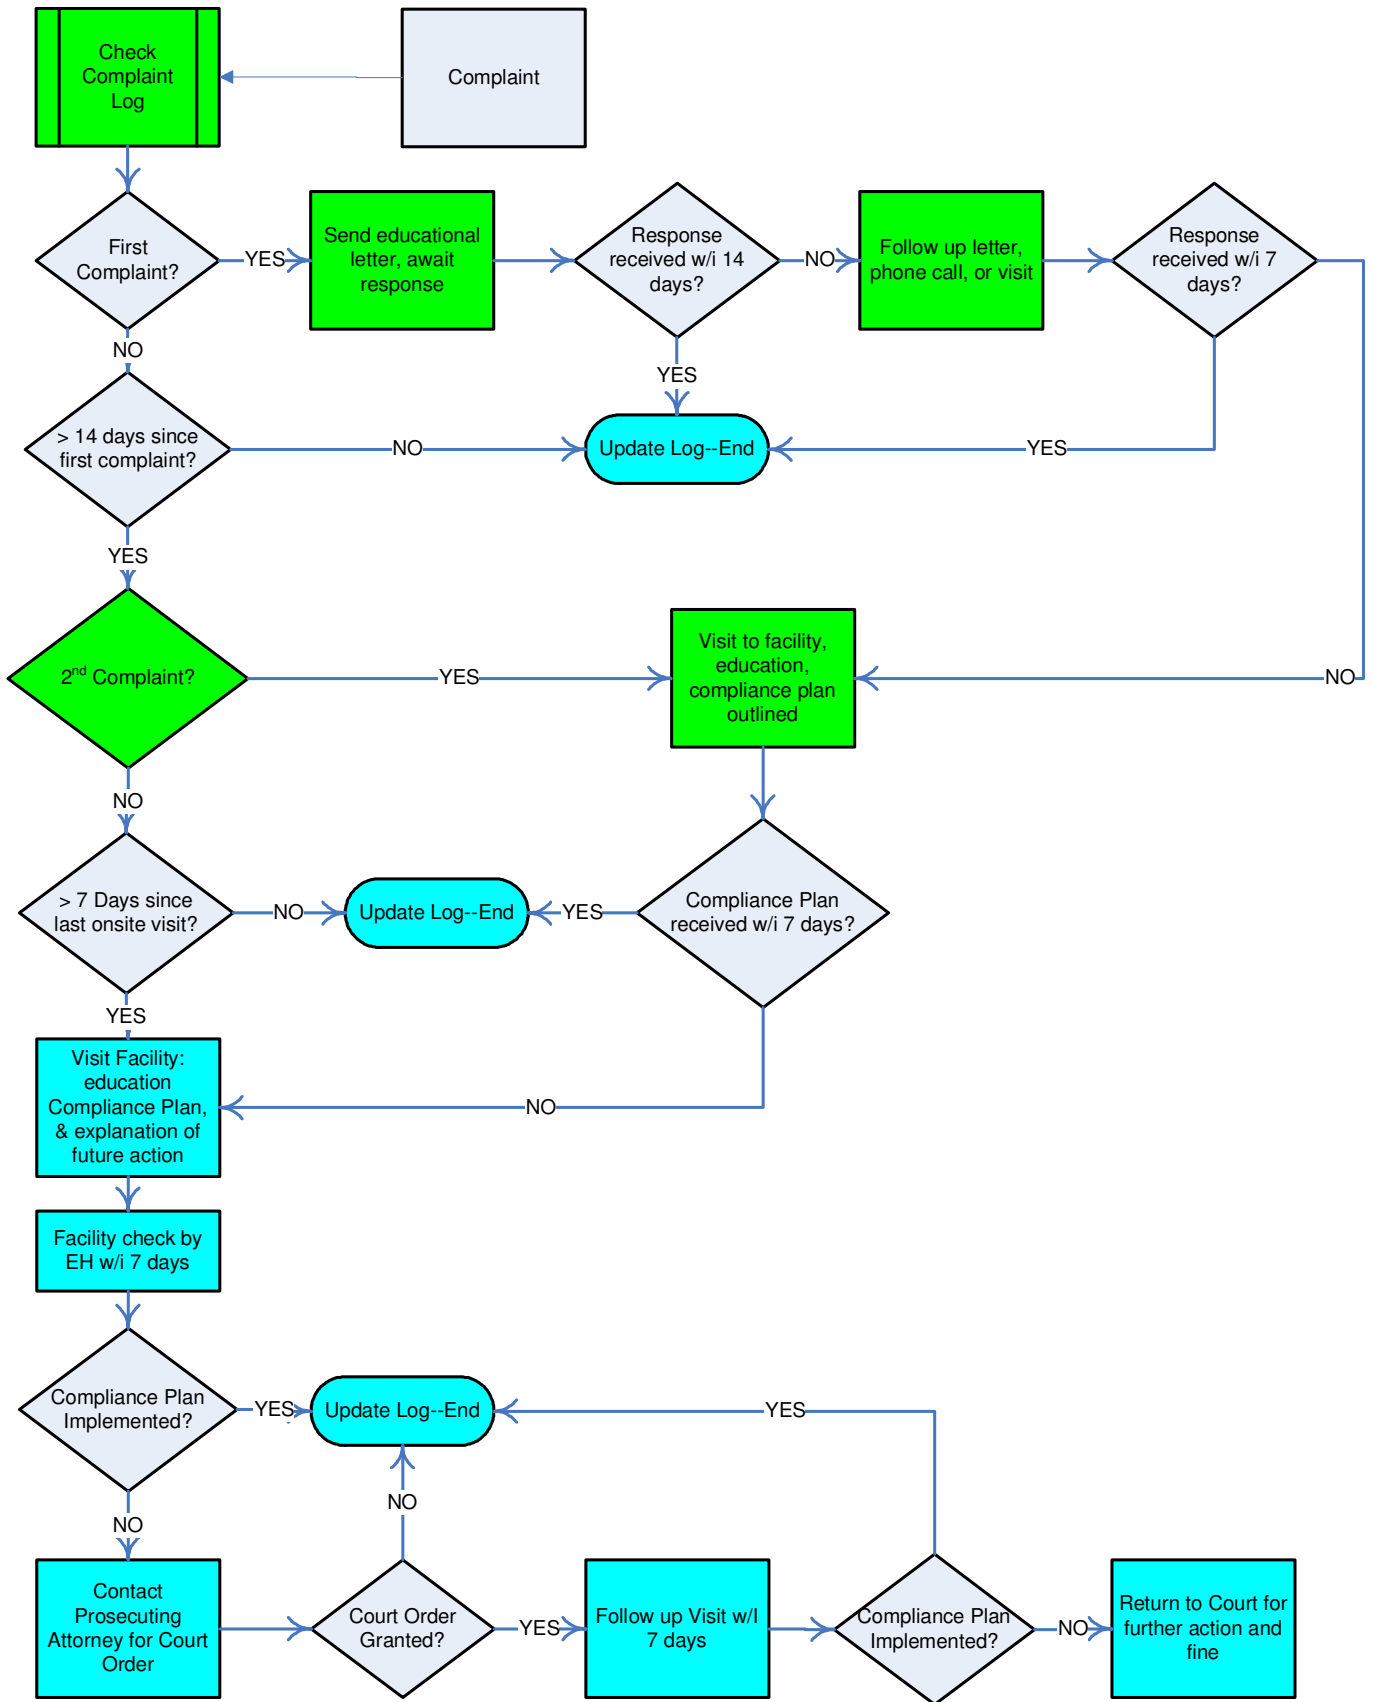 Check
Complaint
Log
Complaint
First
Complaint?
YES
Send educational
letter, await
response
Response
received w/i 14
days?
NO
Follow up letter,
phone call, or visit
Response
received w/i 7
days?
NO
YES
> 14 days since
first complaint?
NO
Update Log--End
YES
YES
2nd Complaint?
YES
Visit to facility,
education,
compliance plan
outlined
NO
NO
> 7 Days since
last onsite visit?
NO
Update Log--End
YES
Compliance Plan
received w/i 7 days?
YES
Visit Facility:
education
Compliance Plan,
& explanation of
future action
NO
Facility check by
EH w/i 7 days
Compliance Plan
Implemented?
YES
Update Log--End
YES
NO
NO
Contact
Prosecuting
Attorney for Court
Order
Court Order
Granted?
YES
Follow up Visit w/I
7 days
Compliance Plan
Implemented?
NO
Return to Court for
further action and
fine